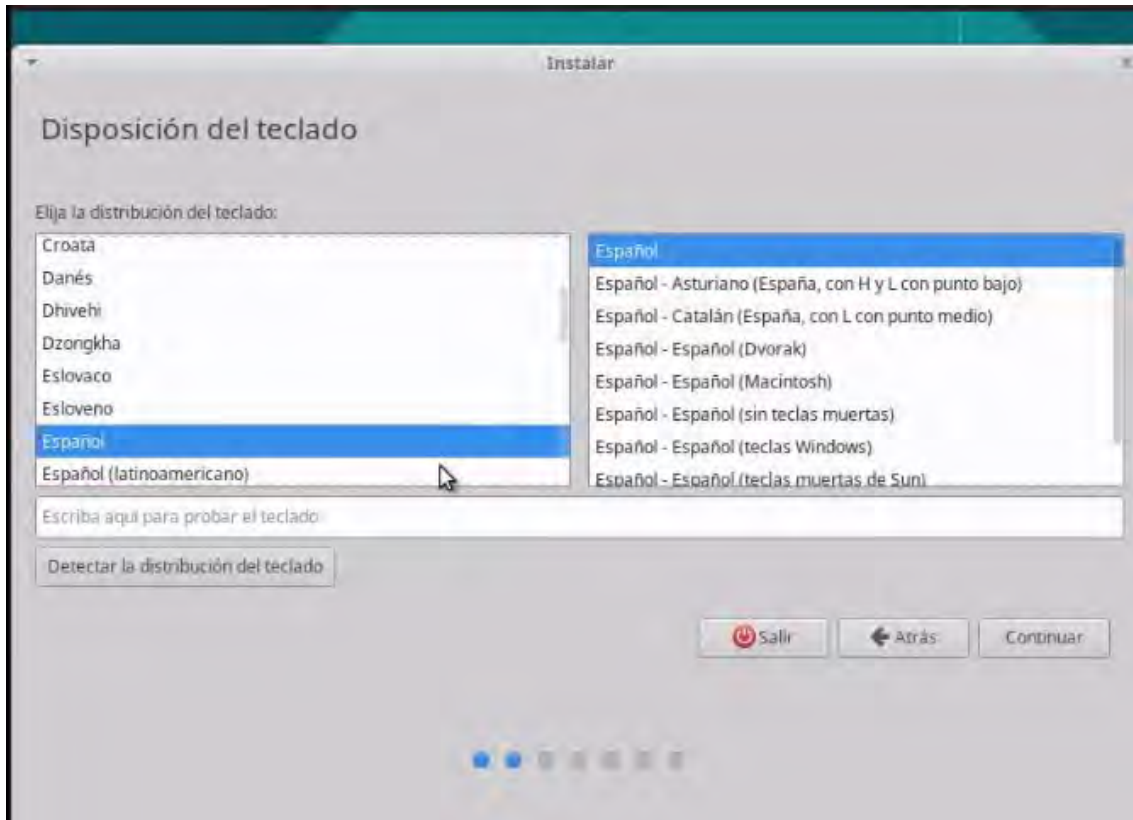 Instalar
Disposición del teclado
Elija la distribución del teclado:
Croata
Danés
Dhivehi
Dzongkha
Eslovaco
Esloveno
Español
Español (latinoamericano)
Español
Español - Asturiano (España, con H y L con punto bajo)
Español - Catalán (España, con L con punto medio)
Español - Español (Dvorak)
Español - Español (Macintosh)
Español - Español (sin teclas muertas)
Español - Español (teclas Windows)
Español - Español (teclas muertas de Sun)
Escriba aquí para probar el teclado
Detectar la distribución del teclado
Salir
Atrás
Continuar